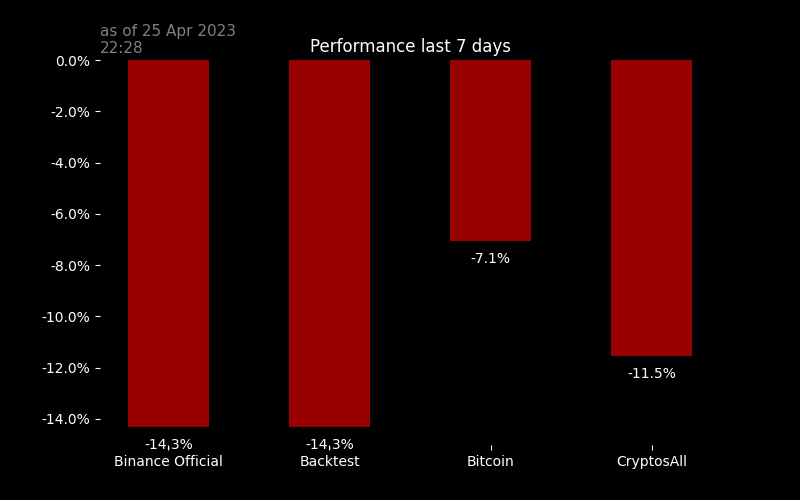 as of 25 Apr 2023
22:28
Performance last 7 days
0.0%
-2.0%
-4.0%
-6.0%
-8.0%
-10.0%
-12.0%
-14.0%
-14.3%
-14.3%
-7.1%
-11.5%
Binance Official
Backtest
Bitcoin
CryptosAll